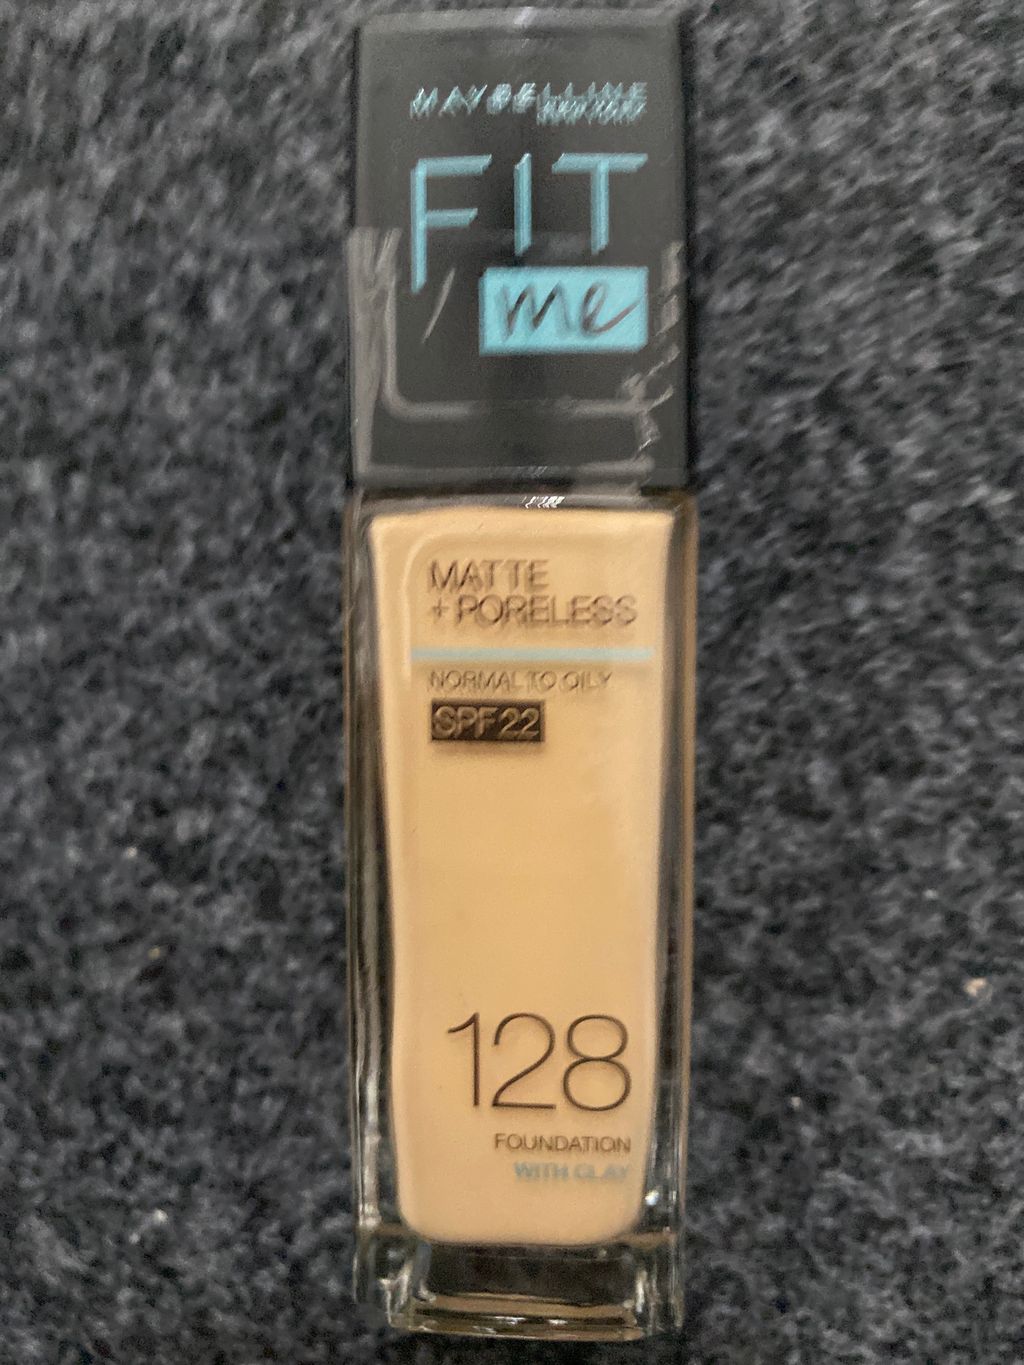 MAYBELLINE
FIT
me
MATTE
+ PORELESS
NORMAL TO OILY
SPF 22
128
FOUNDATION
WITH CLAY